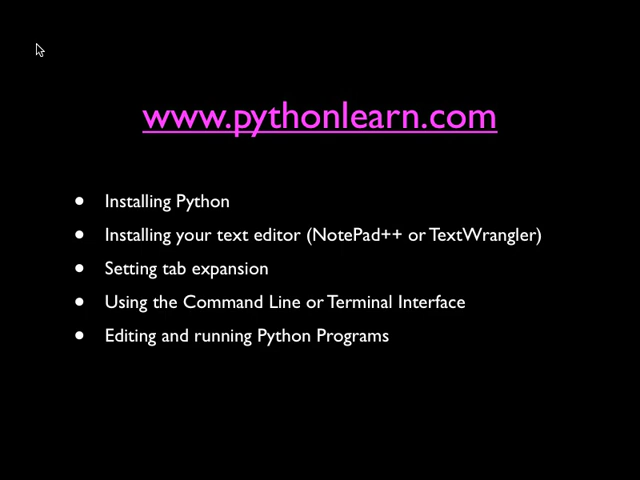 www.pythonlearn.com
• Installing Python
• Installing your text editor (NotePad++ or TextWrangler)
• Setting tab expansion
• Using the Command Line or Terminal Interface
• Editing and running Python Programs